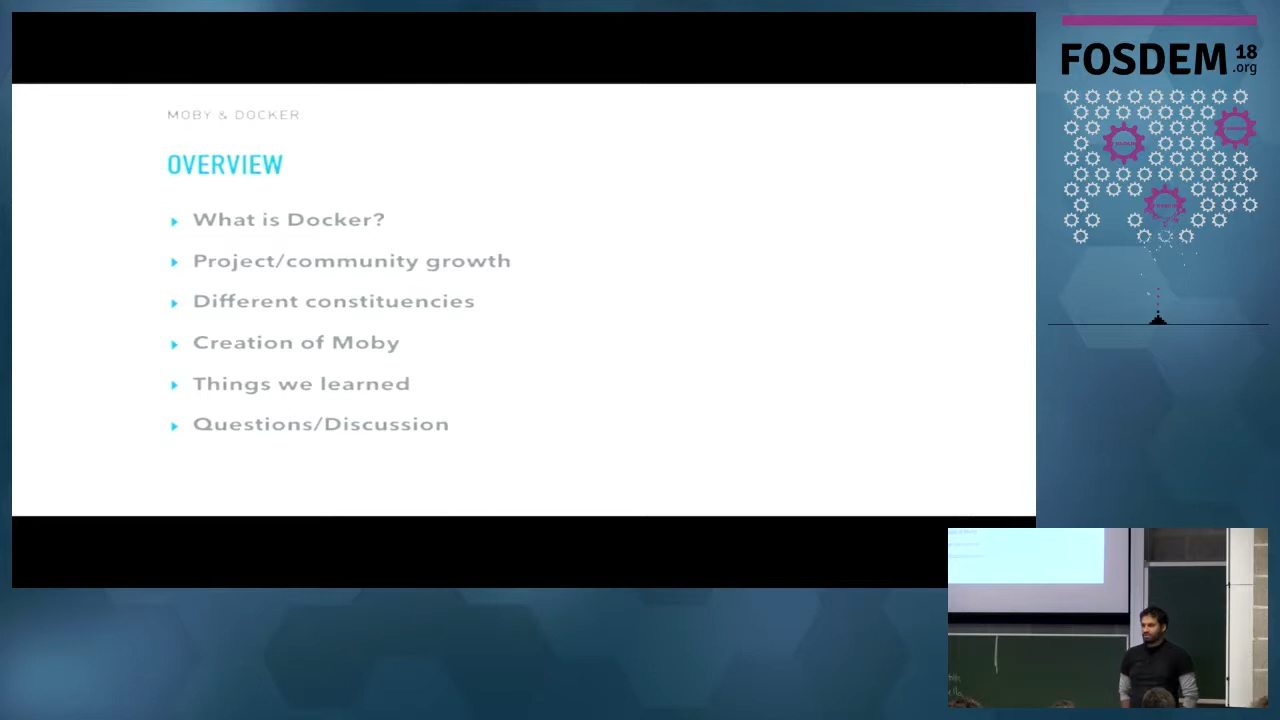 MOBY & DOCKER
OVERVIEW
What is Docker?
Project/community growth
Different constituencies
Creation of Moby
Things we learned
Questions/Discussion
FOSDEM 18
.org